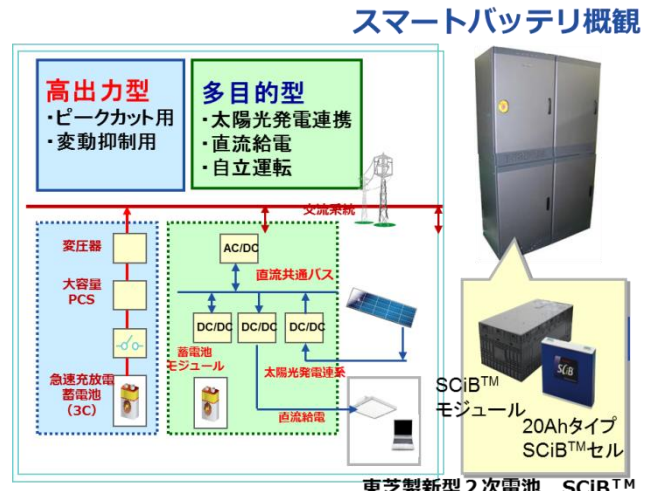 スマートバッテリ概観
高出力型
・ピークカット用
・変動抑制用
多目的型
・太陽光発電連携
・直流給電
・自立運転
交流系統
変圧器
大容量
PCS
急速充放電
蓄電池
（3C）
AC/DC
直流共通バス
DC/DC
DC/DC
DC/DC
蓄電池
モジュール
太陽光発電連系
直流給電
SCiB
SCiB™
モジュール
20Ahタイプ
SCiB™セル
東芝製新型２次電池　SCiB™